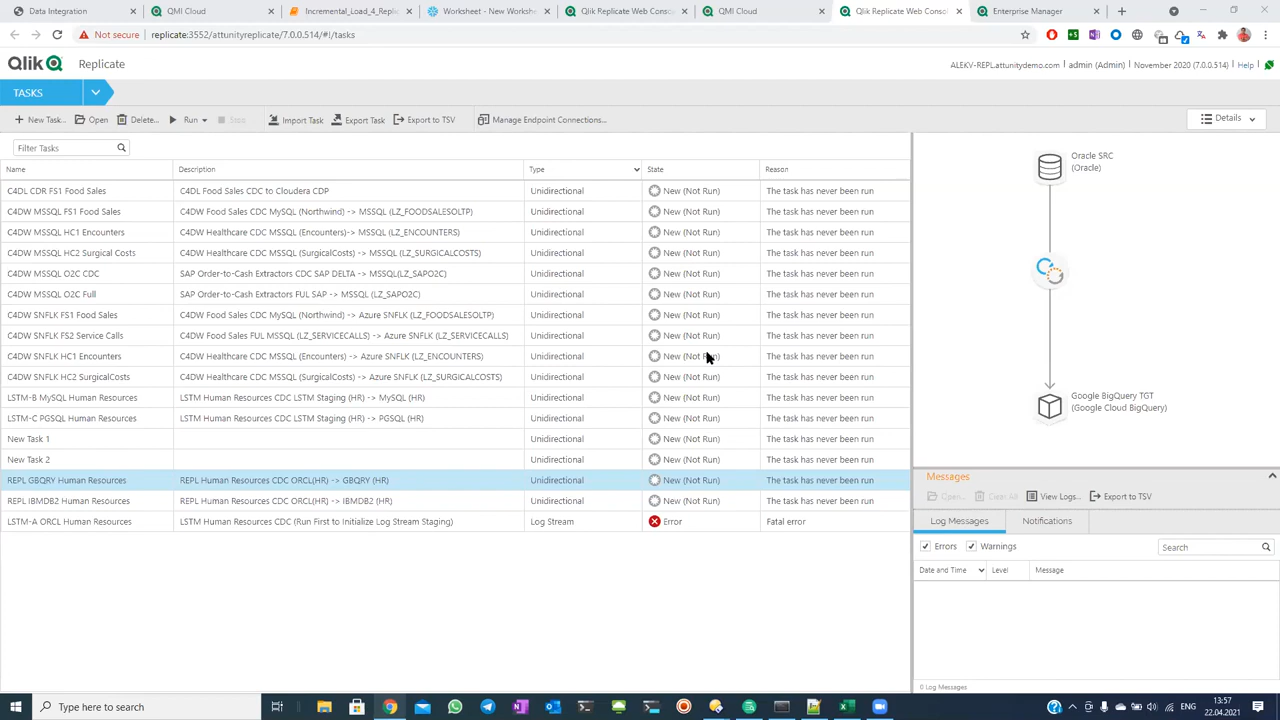 Data Integration
QMI Cloud
Incremental_Load_4_Replic
Worksheet - New Workshe
Qlik Replicate Web Consol
QMI Cloud
Qlik Replicate Web Conso
Enterprise Manager
Not secure
replicate:3552/attunityreplicate/7.0.0.514/#!/tasks
Qlik
Replicate
ALEKV-REPL.attunitydemo.com
admin (Admin)
November 2020 (7.0.0.514)
Help
TASKS
New Task...
Open
Delete...
Run
Stop
Import Task
Export Task
Export to TSV
Manage Endpoint Connections...
Details
Filter Tasks
Name Description Type State Reason
C4DL CDR FS1 Food Sales C4DL Food Sales CDC to Cloudera CDP Unidirectional New (Not Run) The task has never been run
C4DW MSSQL FS1 Food Sales C4DW Food Sales CDC MySQL (Northwind) -> MSSQL (LZ_FOODSALESOLTP) Unidirectional New (Not Run) The task has never been run
C4DW MSSQL HC1 Encounters C4DW Healthcare CDC MSSQL (Encounters)-> MSSQL (LZ_ENCOUNTERS) Unidirectional New (Not Run) The task has never been run
C4DW MSSQL HC2 Surgical Costs C4DW Healthcare CDC MSSQL (SurgicalCosts) -> MSSQL (LZ_SURGICALCOSTS) Unidirectional New (Not Run) The task has never been run
C4DW MSSQL O2C CDC SAP Order-to-Cash Extractors CDC SAP DELTA -> MSSQL(LZ_SAPO2C) Unidirectional New (Not Run) The task has never been run
C4DW MSSQL O2C Full SAP Order-to-Cash Extractors FUL SAP -> MSSQL (LZ_SAPO2C) Unidirectional New (Not Run) The task has never been run
C4DW SNFLK FS1 Food Sales C4DW Food Sales CDC MySQL (Northwind) -> Azure SNFLK (LZ_FOODSALESOLTP) Unidirectional New (Not Run) The task has never been run
C4DW SNFLK FS2 Service Calls C4DW Food Sales FUL MSSQL (LZ_SERVICECALLS) -> Azure SNFLK (LZ_SERVICECALLS) Unidirectional New (Not Run) The task has never been run
C4DW SNFLK HC1 Encounters C4DW Healthcare CDC MSSQL (Encounters) -> Azure SNFLK (LZ_ENCOUNTERS) Unidirectional New (Not Run) The task has never been run
C4DW SNFLK HC2 SurgicalCosts C4DW Healthcare CDC MSSQL (SurgicalCosts) -> Azure SNFLK (LZ_SURGICALCOSTS) Unidirectional New (Not Run) The task has never been run
LSTM-B MySQL Human Resources LSTM Human Resources CDC LSTM Staging (HR) -> MySQL (HR) Unidirectional New (Not Run) The task has never been run
LSTM-C PGSQL Human Resources LSTM Human Resources CDC LSTM Staging (HR) -> PGSQL (HR) Unidirectional New (Not Run) The task has never been run
New Task 1 Unidirectional New (Not Run) The task has never been run
New Task 2 Unidirectional New (Not Run) The task has never been run
REPL GBQRY Human Resources REPL Human Resources CDC ORCL(HR) -> GBQRY (HR) Unidirectional New (Not Run) The task has never been run
REPL IBMDB2 Human Resources REPL Human Resources CDC ORCL(HR) -> IBMDB2 (HR) Unidirectional New (Not Run) The task has never been run
LSTM-A ORCL Human Resources LSTM Human Resources CDC (Run First to Initialize Log Stream Staging) Log Stream Error Fatal error
Oracle SRC
(Oracle)
Google BigQuery TGT
(Google Cloud BigQuery)
Messages
Open...
Clear All
View Logs...
Export to TSV
Log Messages
Notifications
Errors
Warnings
Search
Date and Time Level Message
0 Log Messages
Type here to search
ENG
13:57
22.04.2021